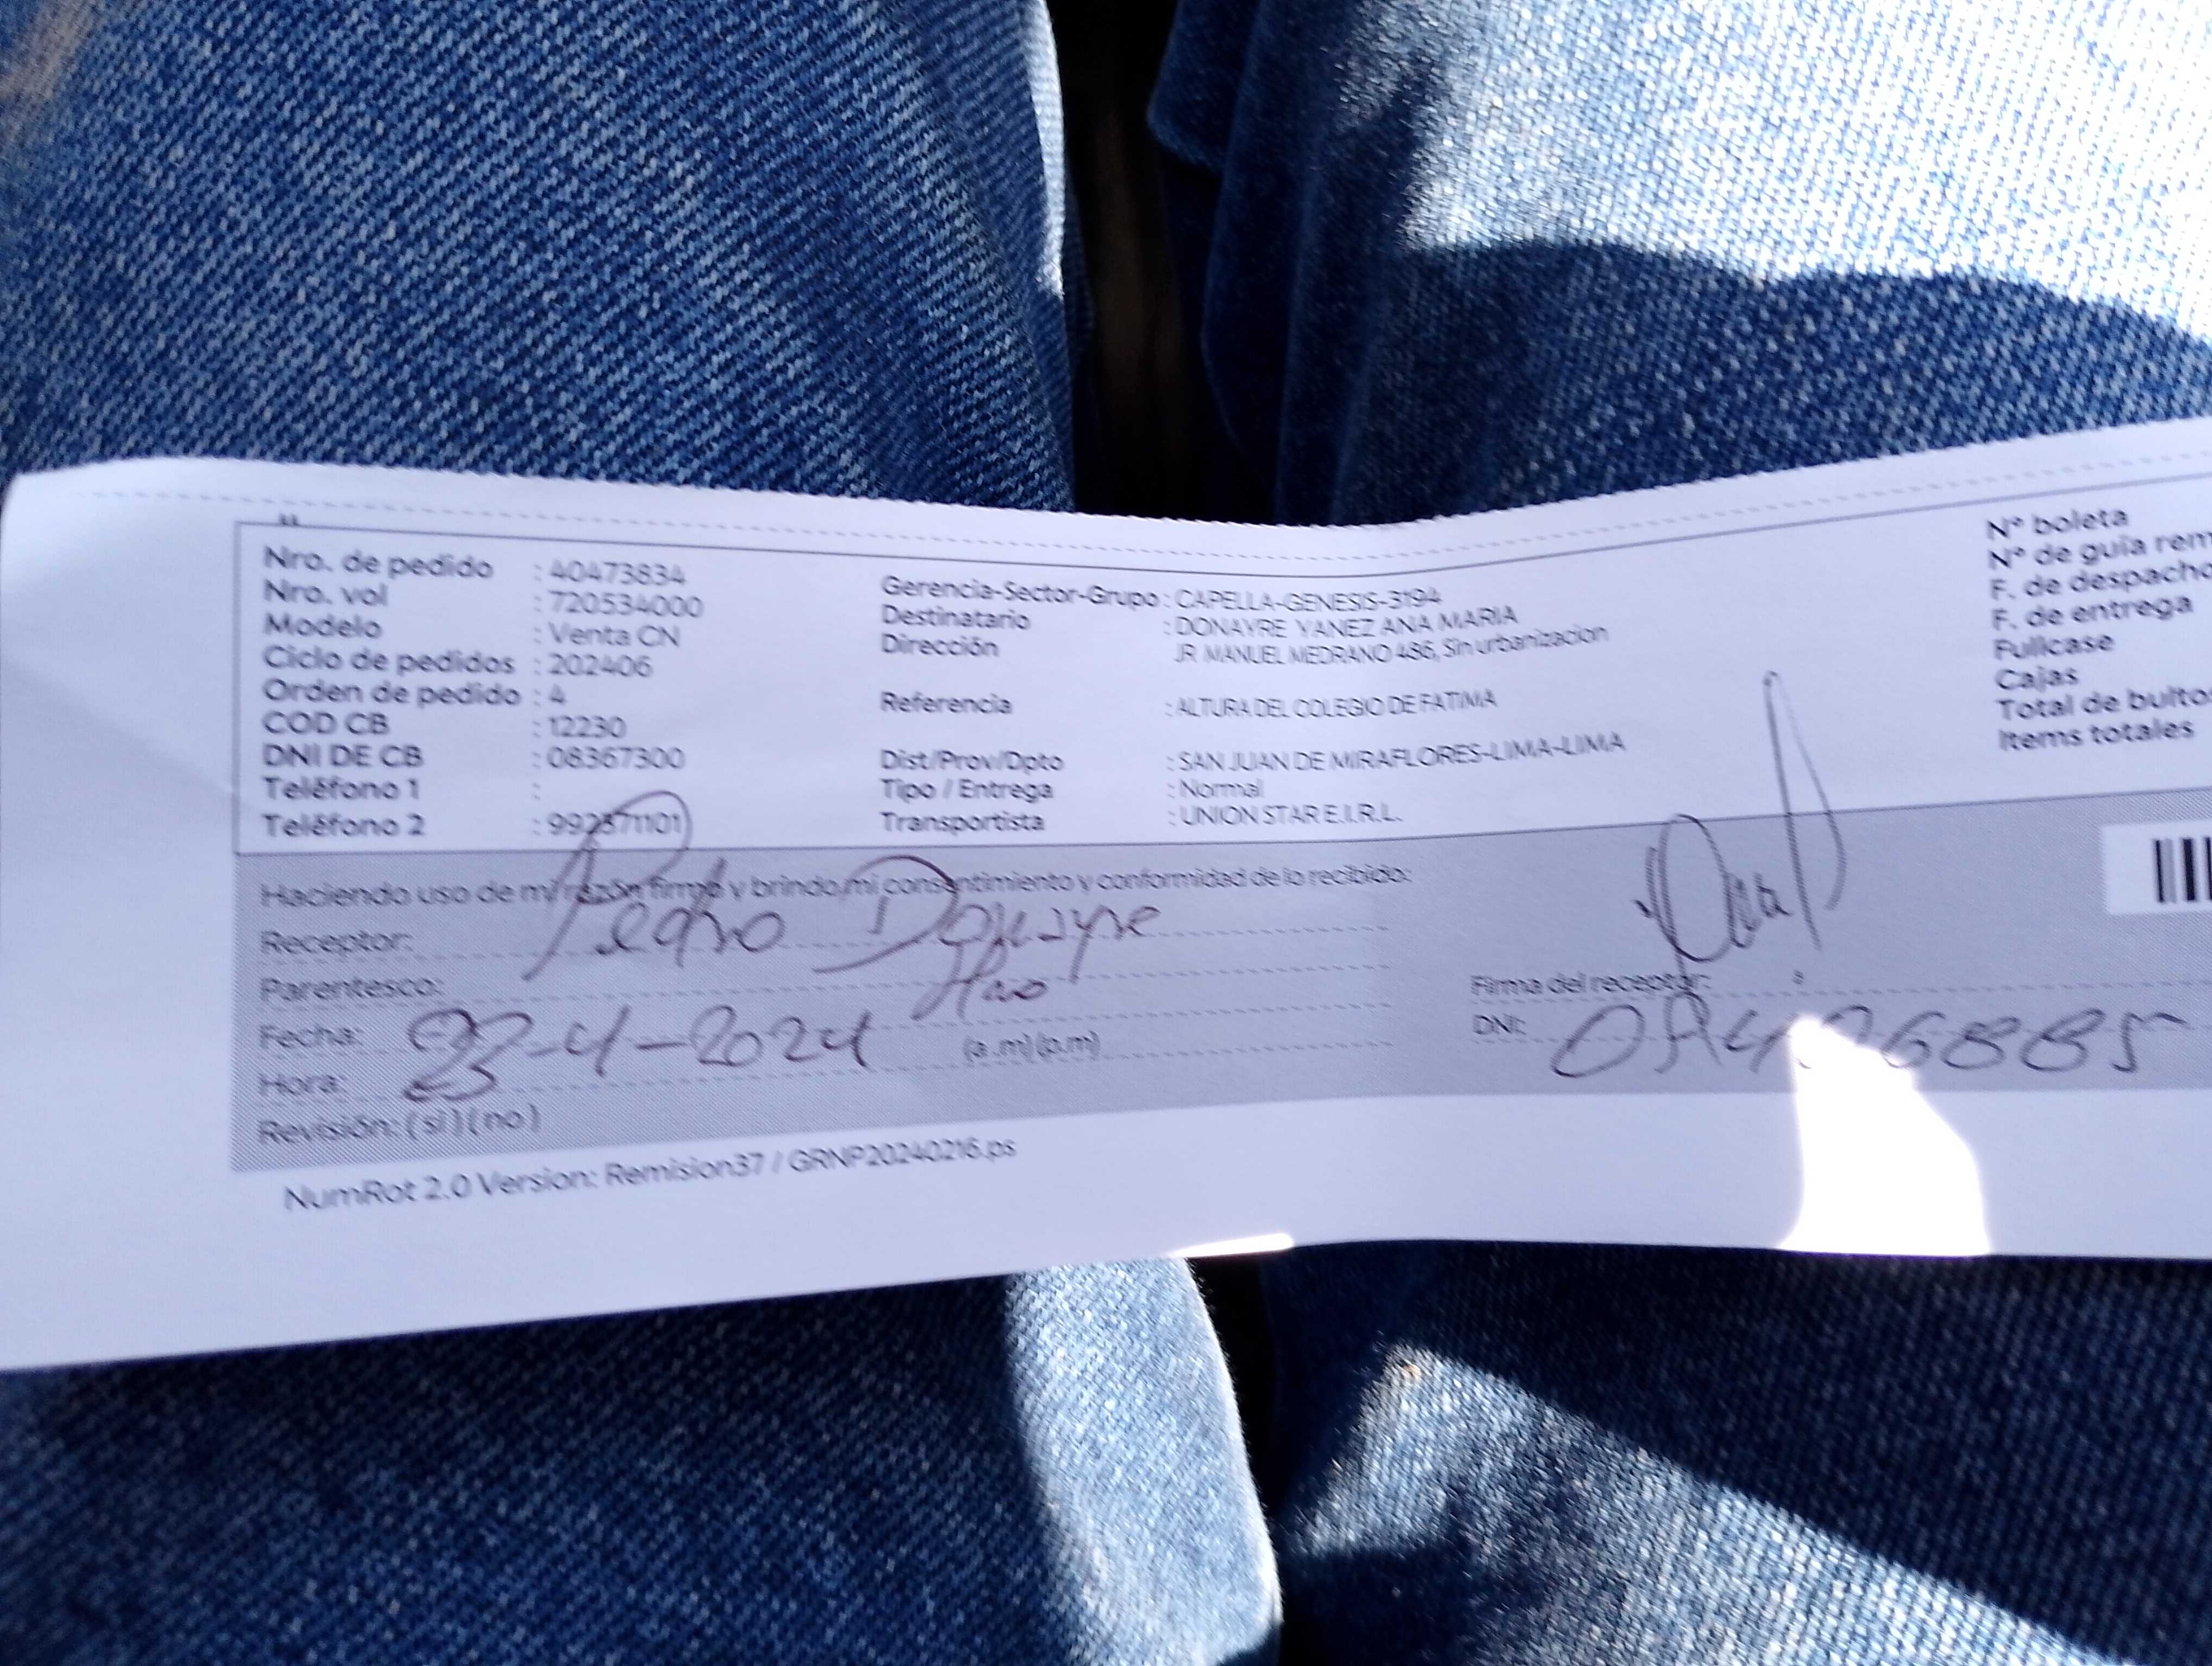 Nro. de pedido : 40473834
Nro. vol : 720534000
Modelo : Venta CN
Ciclo de pedidos : 202406
Orden de pedido : 4
COD CB : 12230
DNI DE CB : 08367300
Teléfono 1 :
Teléfono 2 : 992371101
Gerencia-Sector-Grupo : CAPELLA-GENESIS-3194
Destinatario : DONAYRE YANEZ ANA MARIA
Dirección JR MANUEL MEDRANO 486, Sin urbanizacion
Referencia : ALTURA DEL COLEGIO DE FATIMA
Dist/Prov/Dpto : SAN JUAN DE MIRAFLORES-LIMA-LIMA
Tipo / Entrega : Normal
Transportista : UNION STAR E.I.R.L.
N° boleta
N° de guía rem
F. de despacho
F. de entrega
Fullcase
Cajas
Total de bulto
Items totales
Haciendo uso de mi razón firmo y brindo mi consentimiento y conformidad de lo recibido:
Receptor: Pedro Donayre
Parentesco:
Fecha: 23-4-2024
Hora: (a .m) (p.m)
Revisión: (si) (no)
Firma del receptor:
DNI:
NumRot 2.0 Version: Remision37 / GRNP20240216.ps